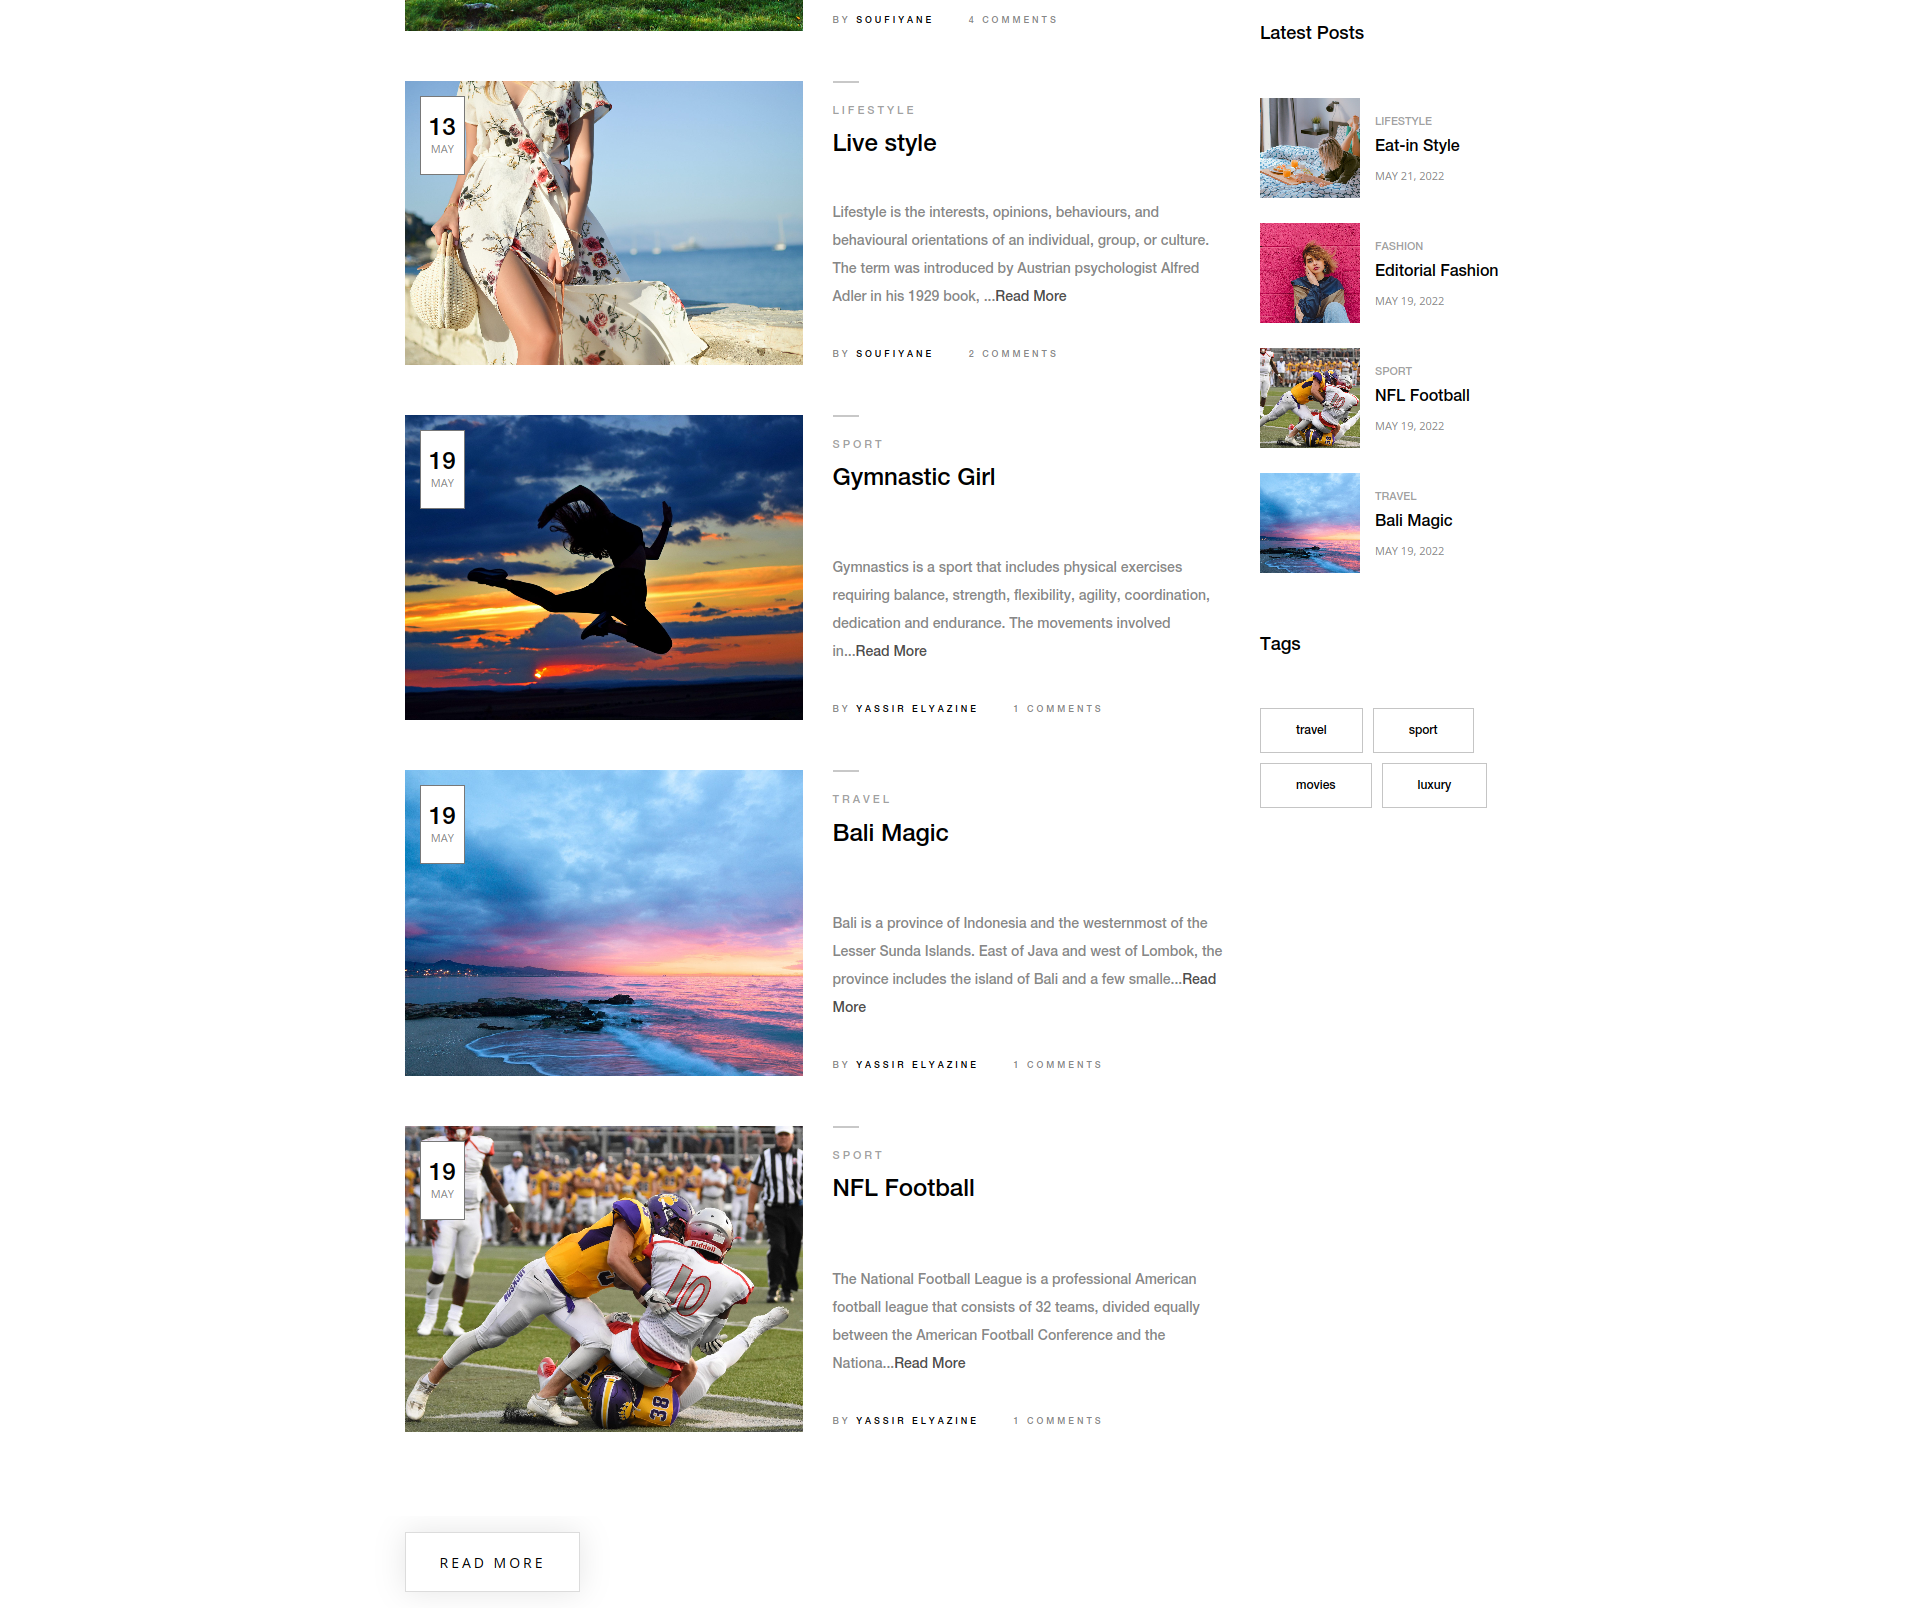 BY SOUFIYANE 4 COMMENTS
13
MAY
LIFESTYLE
Live style
Lifestyle is the interests, opinions, behaviours, and
behavioural orientations of an individual, group, or culture.
The term was introduced by Austrian psychologist Alfred
Adler in his 1929 book, ...Read More
BY SOUFIYANE 2 COMMENTS
19
MAY
SPORT
Gymnastic Girl
Gymnastics is a sport that includes physical exercises
requiring balance, strength, flexibility, agility, coordination,
dedication and endurance. The movements involved
in...Read More
BY YASSIR ELYAZINE 1 COMMENTS
19
MAY
TRAVEL
Bali Magic
Bali is a province of Indonesia and the westernmost of the
Lesser Sunda Islands. East of Java and west of Lombok, the
province includes the island of Bali and a few smalle...Read
More
BY YASSIR ELYAZINE 1 COMMENTS
19
MAY
Riddell
10
38
SPORT
NFL Football
The National Football League is a professional American
football league that consists of 32 teams, divided equally
between the American Football Conference and the
Nationa...Read More
BY YASSIR ELYAZINE 1 COMMENTS
READ MORE
Latest Posts
LIFESTYLE
Eat-in Style
MAY 21, 2022
FASHION
Editorial Fashion
MAY 19, 2022
SPORT
NFL Football
MAY 19, 2022
TRAVEL
Bali Magic
MAY 19, 2022
Tags
travel
sport
movies
luxury